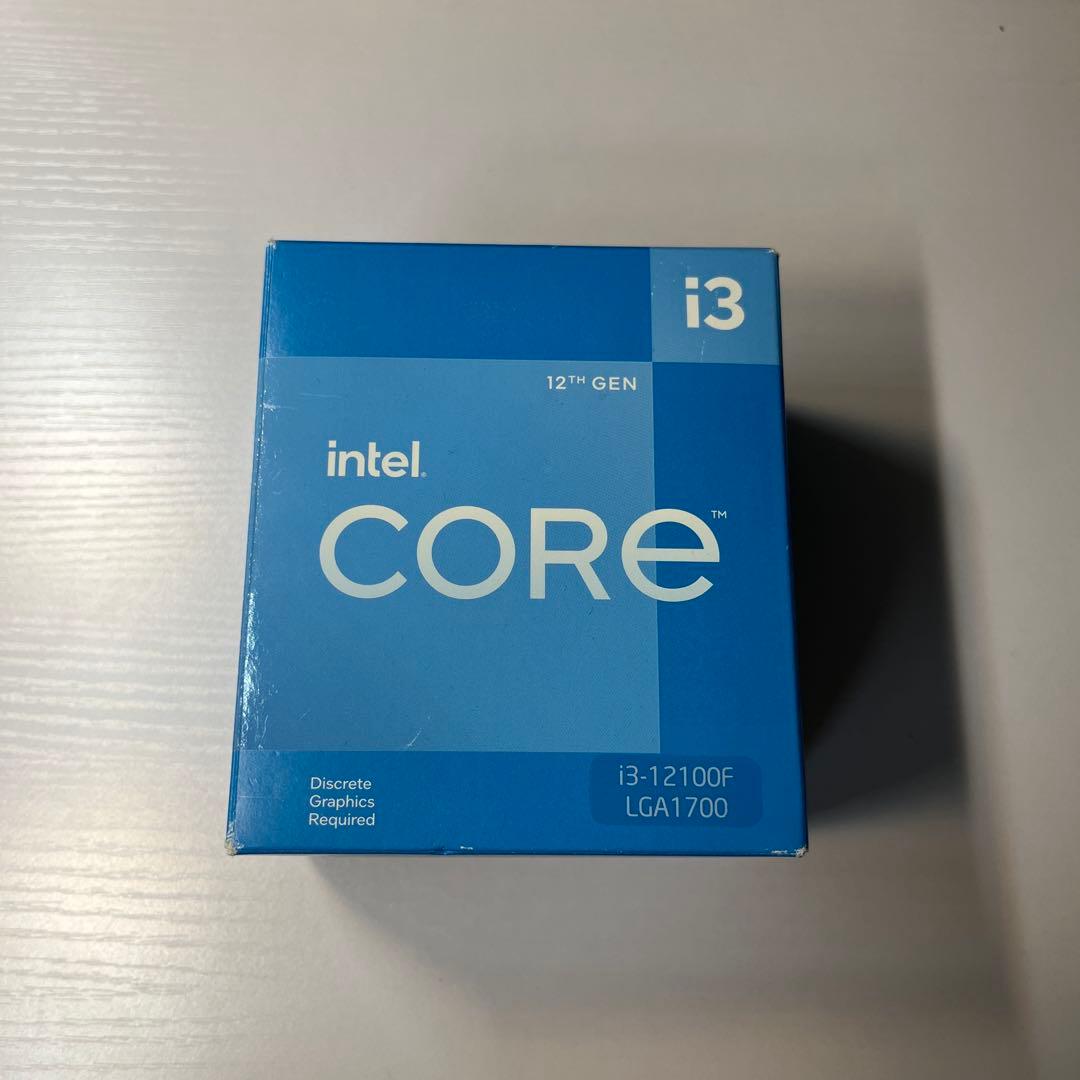 i3
12TH GEN
intel.
CORe™
Discrete
Graphics
Required
i3-12100F
LGA1700